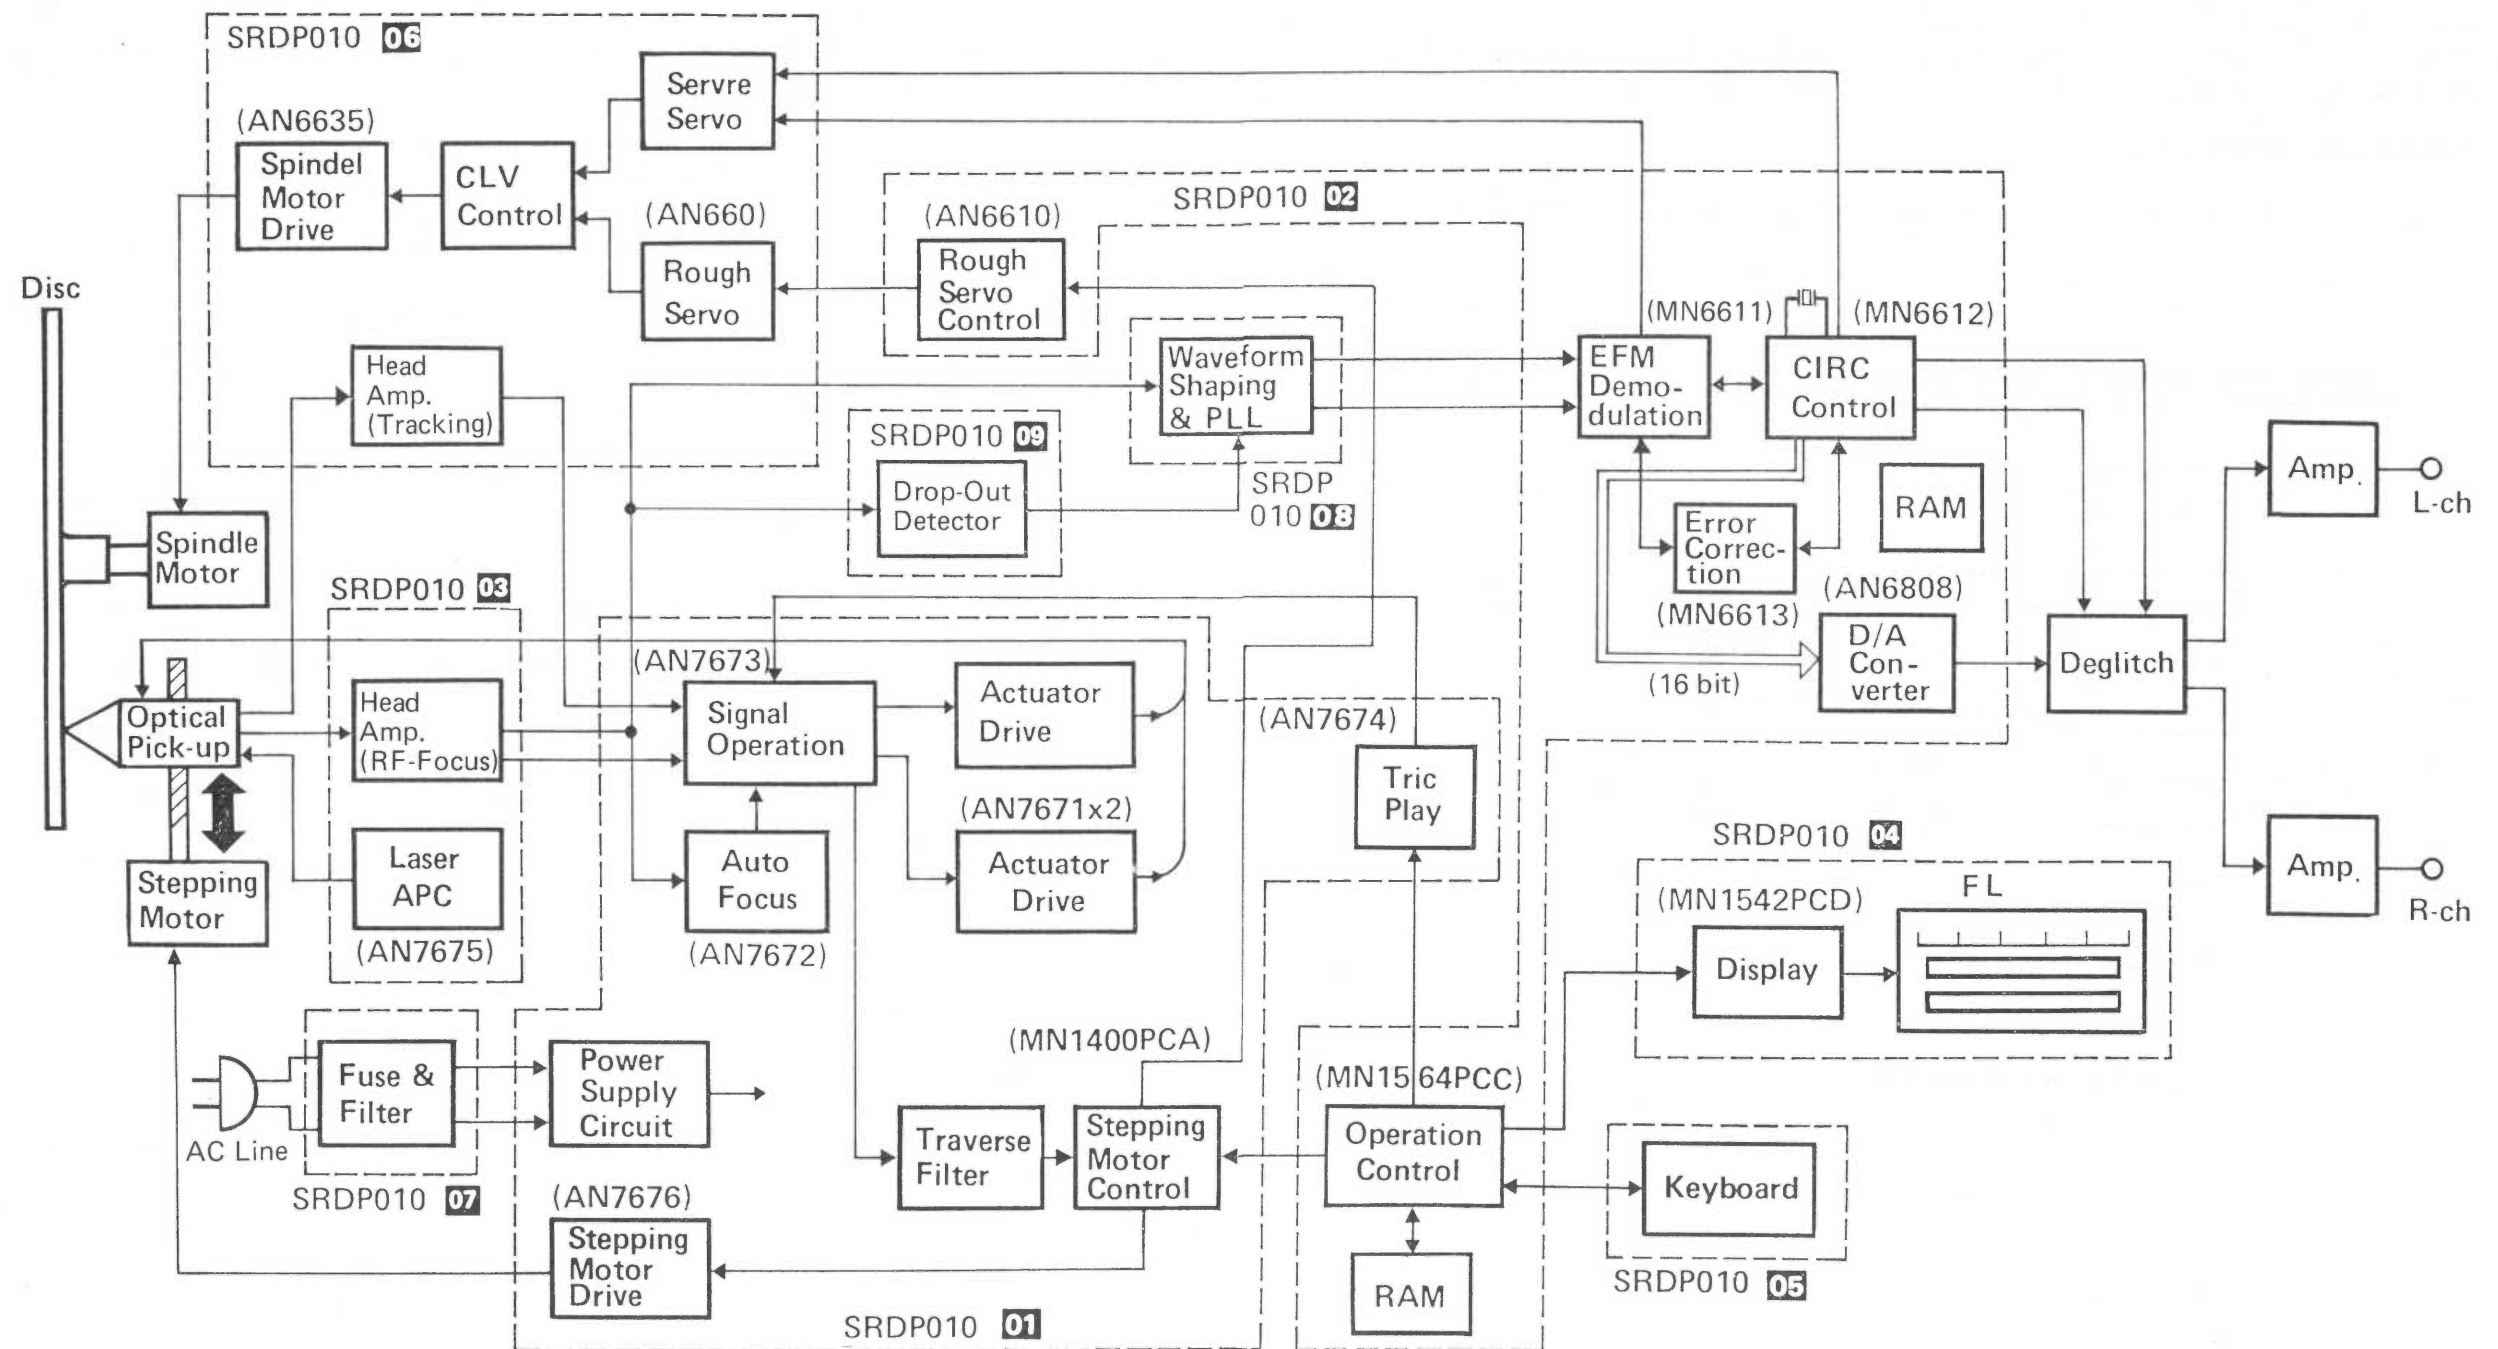 SRDP010 06
Servre
Servo
(AN6635)
Spindel
Motor
Drive
CLV
Control
(AN660)
Rough
Servo
SRDP010 02
(AN6610)
Rough
Servo
Control
Disc
Head
Amp.
(Tracking)
Waveform
Shaping
& PLL
SRDP
010 08
(MN6611)
EFM
Demo-
dulation
(MN6612)
CIRC
Control
RAM
Error
Correc-
tion
(MN6613)
(AN6808)
D/A
Con-
verter
(16 bit)
Deglitch
Amp.
L-ch
Amp.
R-ch
SRDP010 09
Drop-Out
Detector
Spindle
Motor
SRDP010 03
Optical
Pick-up
Head
Amp.
(RF-Focus)
Laser
APC
(AN7675)
Stepping
Motor
(AN7673)
Signal
Operation
Actuator
Drive
(AN7671x2)
Actuator
Drive
Auto
Focus
(AN7672)
(AN7674)
Tric
Play
SRDP010 04
(MN1542PCD)
FL
Display
AC Line
Fuse &
Filter
SRDP010 07
Power
Supply
Circuit
(AN7676)
Stepping
Motor
Drive
Traverse
Filter
(MN1400PCA)
Stepping
Motor
Control
SRDP010 01
(MN1564PCC)
Operation
Control
RAM
Keyboard
SRDP010 05